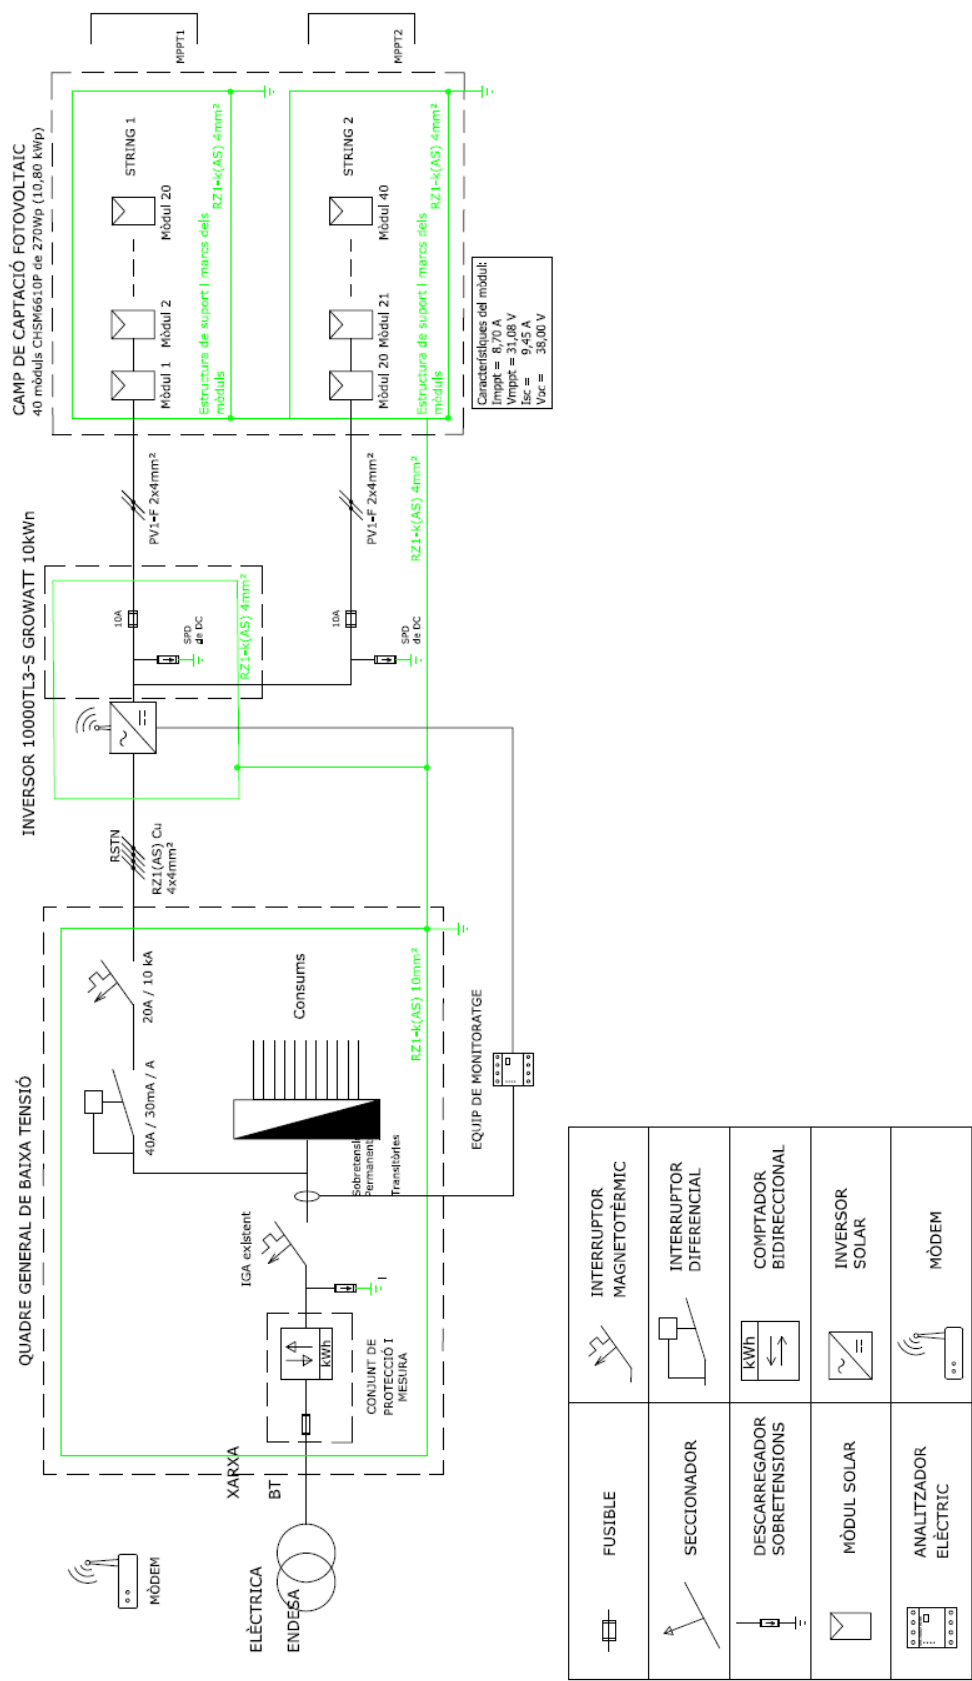 CAMP DE CAPTACIÓ FOTOVOLTAIC
40 mòduls CHSM6610P de 270Wp (10,80 kWp)
MPPT1
STRING 1
Mòdul 1
Mòdul 2
Mòdul 20
Estructura de suport I marcs dels
mòduls
RZ1-k(AS) 4mm²
MPPT2
STRING 2
Mòdul 20
Mòdul 21
Mòdul 40
Estructura de suport I marcs dels
mòduls
RZ1-k(AS) 4mm²
Característiques del mòdul:
Imppt = 8,70 A
Vmppt = 31,08 V
Isc = 9,45 A
Voc = 38,00 V
INVERSOR 10000TL3-S GROWATT 10kWn
PV1-F 2x4mm²
PV1-F 2x4mm²
RZ1-k(AS) 4mm²
10A
SPD
de DC
RZ1-k(AS) 4mm²
10A
SPD
de DC
RSTN
RZ1(AS) Cu
4x4mm²
QUADRE GENERAL DE BAIXA TENSIÓ
20A / 10 kA
40A / 30mA / A
Consums
RZ1-k(AS) 10mm²
Permanent
Transitòries
IGA existent
kWh
CONJUNT DE
PROTECCIÓ I
MESURA
EQUIP DE MONITORATGE
XARXA
BT
ELÈCTRICA
ENDESA
MÒDEM
FUSIBLE
INTERRUPTOR
MAGNETOTÈRMIC
SECCIONADOR
INTERRUPTOR
DIFERENCIAL
DESCARREGADOR
SOBRETENSIONS
kWh
COMPTADOR
BIDIRECCIONAL
MÒDUL SOLAR
INVERSOR
SOLAR
ANALITZADOR
ELÈCTRIC
MÒDEM